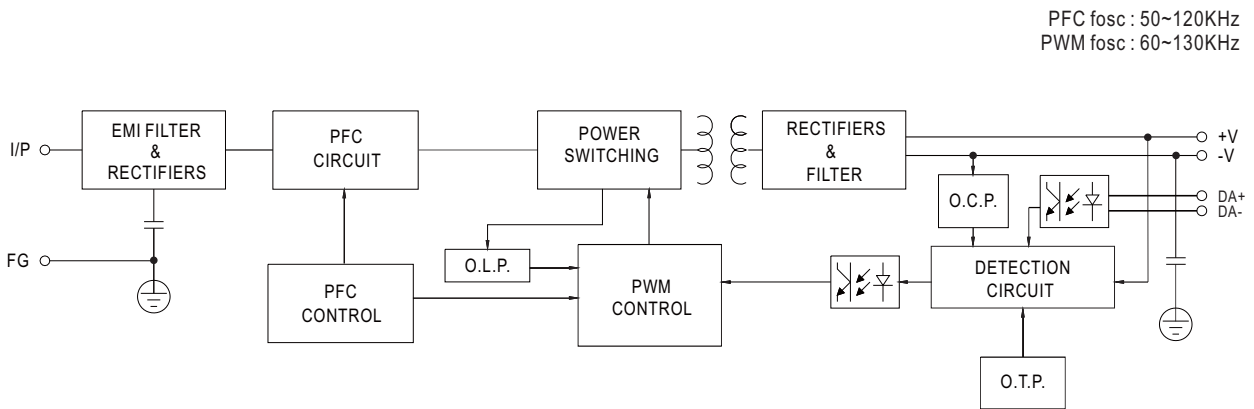 PFC fosc : 50~120KHz
PWM fosc : 60~130KHz
I/P
EMI FILTER
&
RECTIFIERS
PFC
CIRCUIT
POWER
SWITCHING
RECTIFIERS
&
FILTER
+V
-V
DA+
DA-
O.C.P.
FG
O.L.P.
PFC
CONTROL
PWM
CONTROL
DETECTION
CIRCUIT
O.T.P.